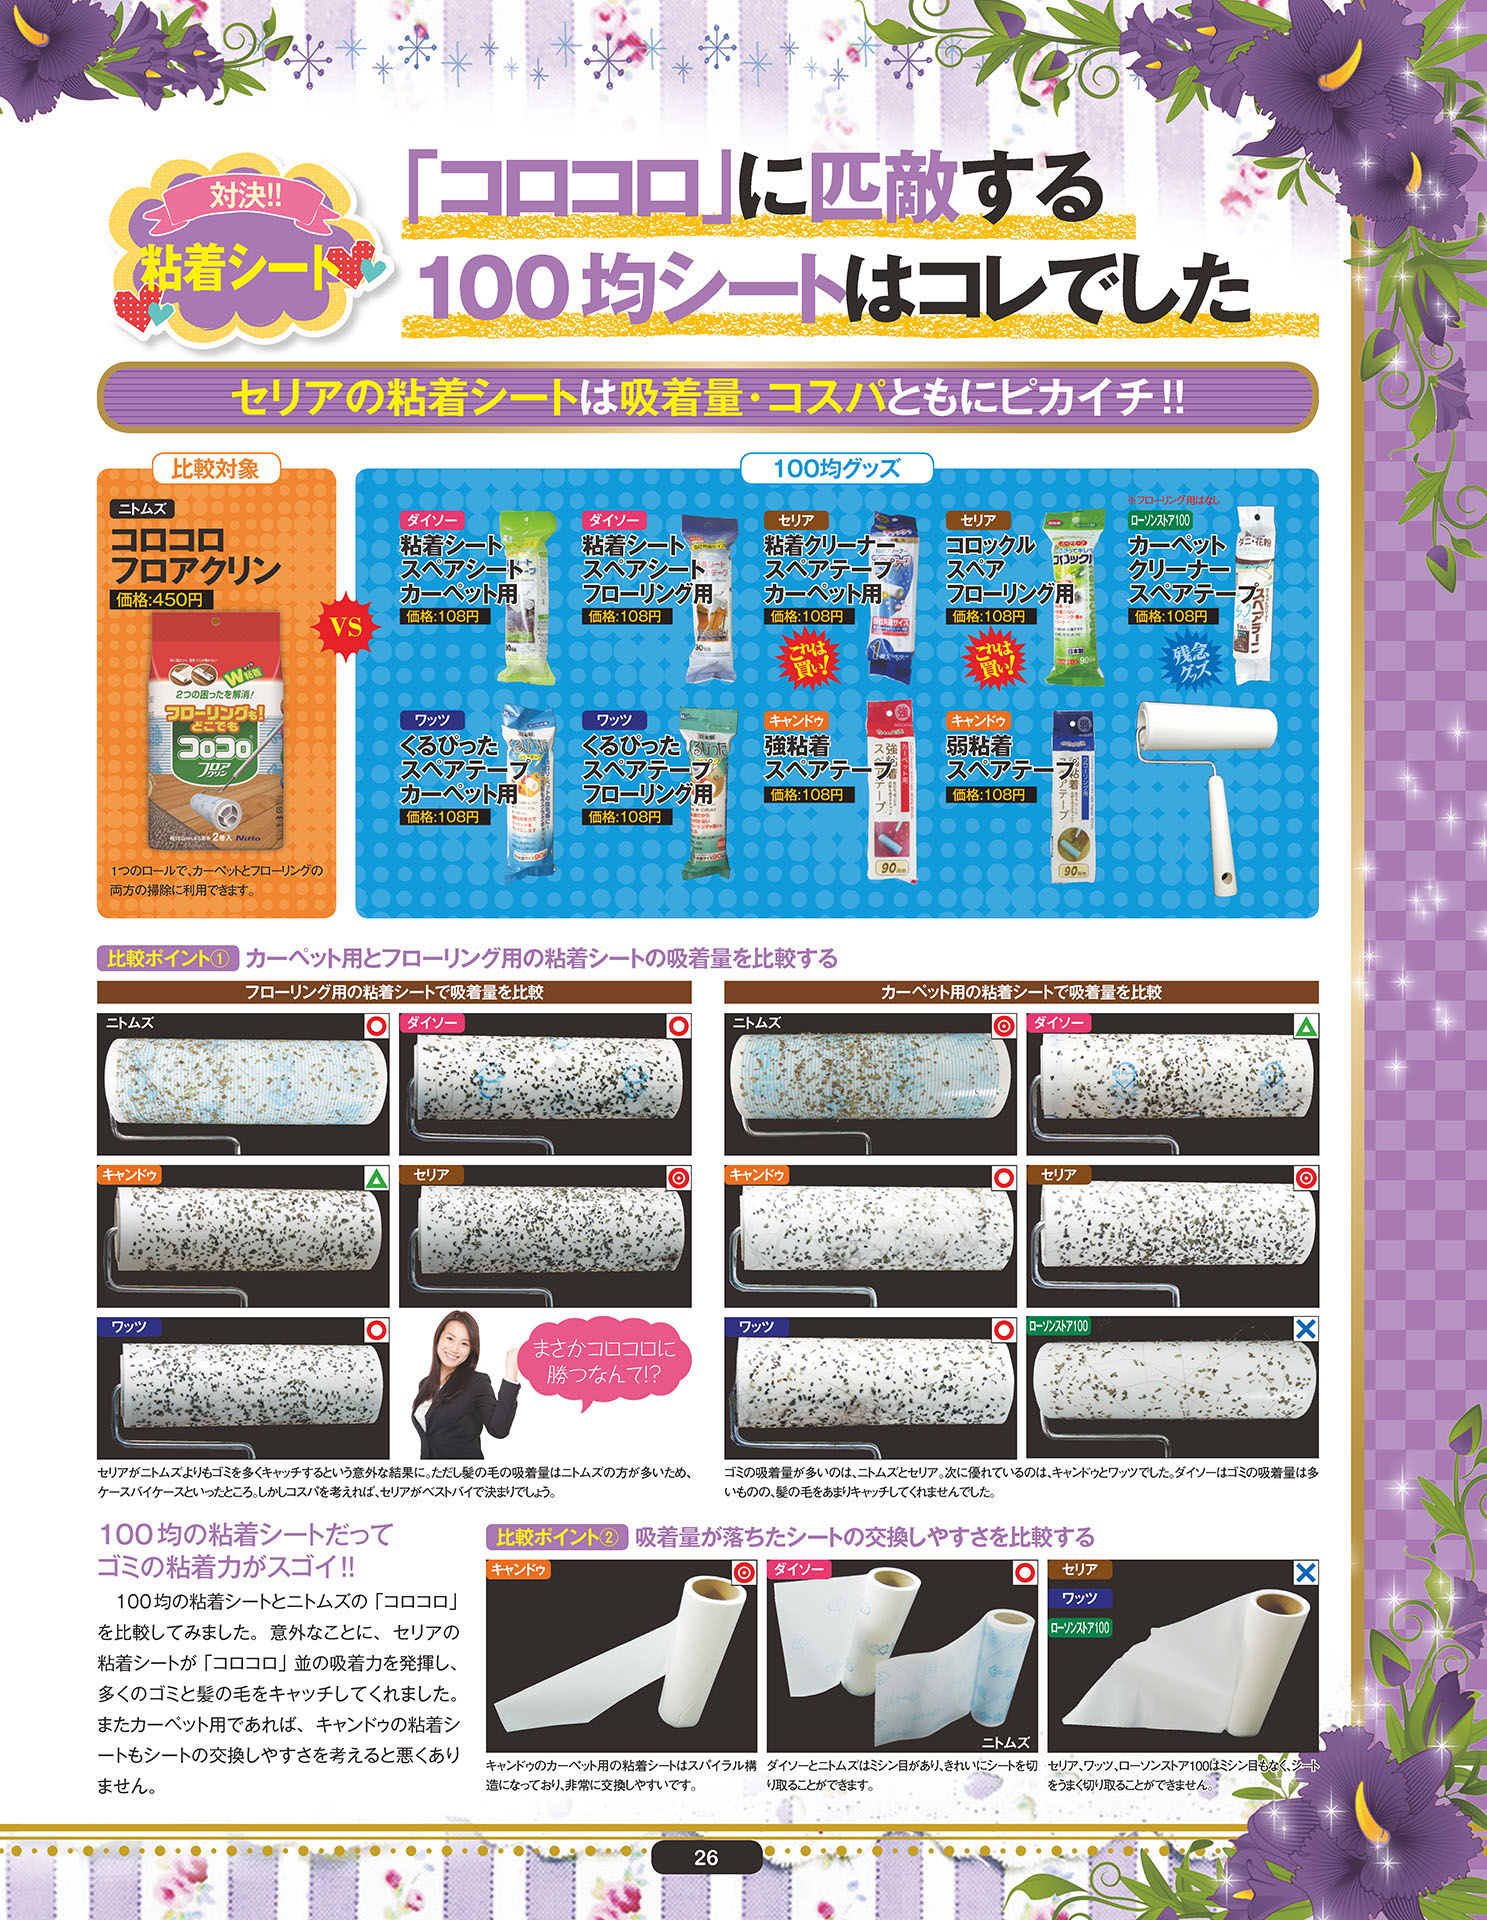 対決!!
粘着シート
「コロコロ」に匹敵する
100均シートはコレでした
セリアの粘着シートは吸着量・コスパともにピカイチ!!
比較対象
ニトムズ
コロコロ
フロアクリン
価格:450円
W粘着
2つの困ったを解消!
フローリングも!
どこでも
コロコロ
フロアクリン
2巻入 Nitto
1つのロールで、カーペットとフローリングの
両方の掃除に利用できます。
VS
100均グッズ
ダイソー
粘着シート
スペアシート
カーペット用
価格:108円
ダイソー
粘着シート
スペアシート
フローリング用
価格:108円
セリア
粘着クリーナー
スペアテープ
カーペット用
価格:108円
これは
買い!
セリア
コロックル
スペア
フローリング用
価格:108円
これは
買い!
日本製
※フローリング用はなし
ローソンストア100
カーペット
クリーナー
スペアテープ
価格:108円
残念
グッズ
ダニ・花粉
ワッツ
くるぴった
スペアテープ
カーペット用
価格:108円
ワッツ
くるぴった
スペアテープ
フローリング用
価格:108円
キャンドゥ
強粘着
スペアテープ
価格:108円
強
カーペット用
90周巻
キャンドゥ
弱粘着
スペアテープ
価格:108円
弱
フローリング用
90周巻
比較ポイント① カーペット用とフローリング用の粘着シートの吸着量を比較する
フローリング用の粘着シートで吸着量を比較
ニトムズ
ダイソー
キャンドゥ
セリア
ワッツ
まさかコロコロに
勝つなんて!?
セリアがニトムズよりもゴミを多くキャッチするという意外な結果に。ただし髪の毛の吸着量はニトムズの方が多いため、
ケースバイケースといったところ。しかしコスパを考えれば、セリアがベストバイで決まりでしょう。
カーペット用の粘着シートで吸着量を比較
ニトムズ
ダイソー
キャンドゥ
セリア
ワッツ
ローソンストア100
ゴミの吸着量が多いのは、ニトムズとセリア。次に優れているのは、キャンドゥとワッツでした。ダイソーはゴミの吸着量は多
いものの、髪の毛をあまりキャッチしてくれませんでした。
100均の粘着シートだって
ゴミの粘着力がスゴイ!!
100均の粘着シートとニトムズの「コロコロ」
を比較してみました。意外なことに、セリアの
粘着シートが「コロコロ」並の吸着力を発揮し、
多くのゴミと髪の毛をキャッチしてくれました。
またカーペット用であれば、キャンドゥの粘着シ
ートもシートの交換しやすさを考えると悪くあり
ません。
比較ポイント② 吸着量が落ちたシートの交換しやすさを比較する
キャンドゥ
キャンドゥのカーペット用の粘着シートはスパイラル構
造になっており、非常に交換しやすいです。
ダイソー
ニトムズ
ダイソーとニトムズはミシン目があり、きれいにシートを切
り取ることができます。
セリア
ワッツ
ローソンストア100
セリア、ワッツ、ローソンストア100はミシン目もなく、シート
をうまく切り取ることができません。
26